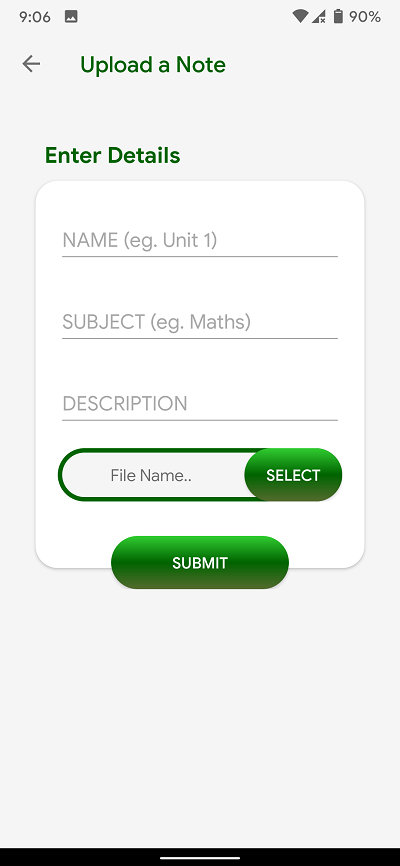 9:06 90%
Upload a Note
Enter Details
NAME (eg. Unit 1)
SUBJECT (eg. Maths)
DESCRIPTION
File Name.. SELECT
SUBMIT